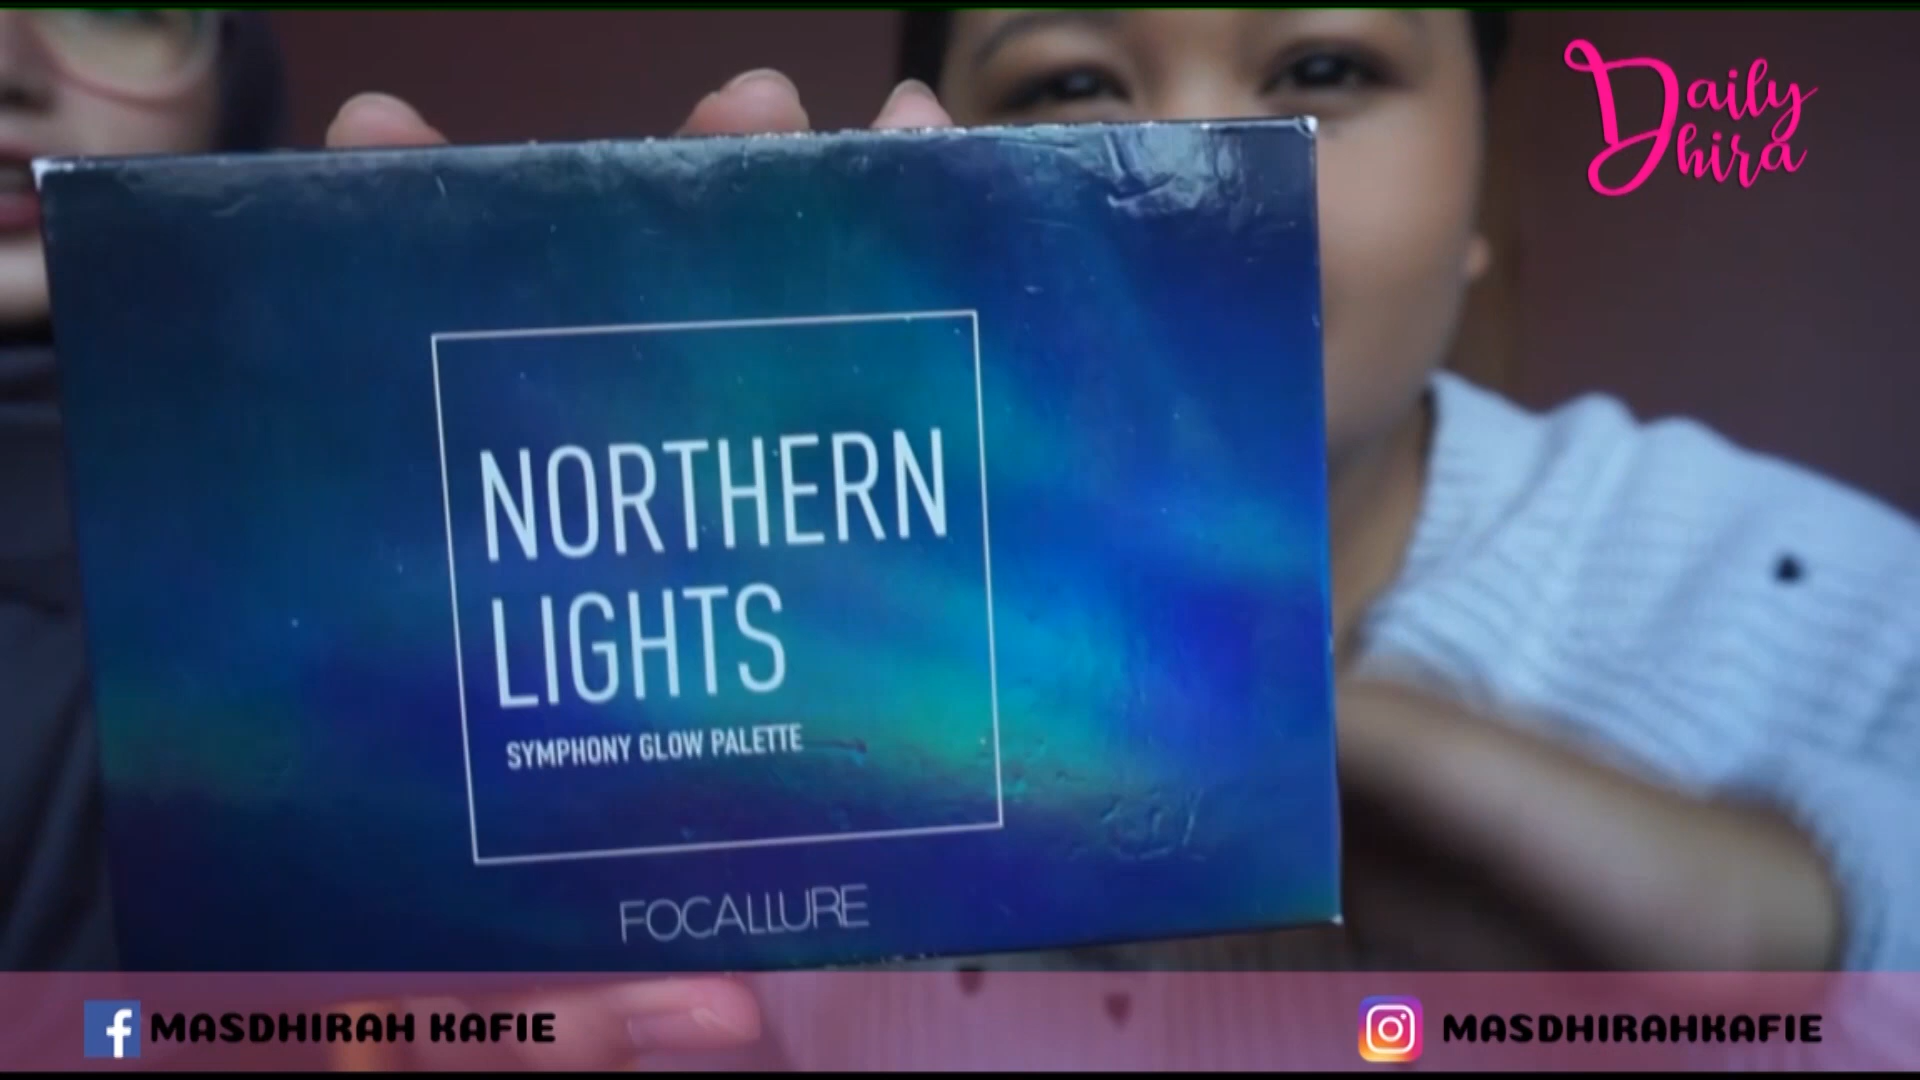 Daily
Dhira
NORTHERN
LIGHTS
SYMPHONY GLOW PALETTE
FOCALLURE
MASDHIRAH KAFIE
MASDHIRAHKAFIE